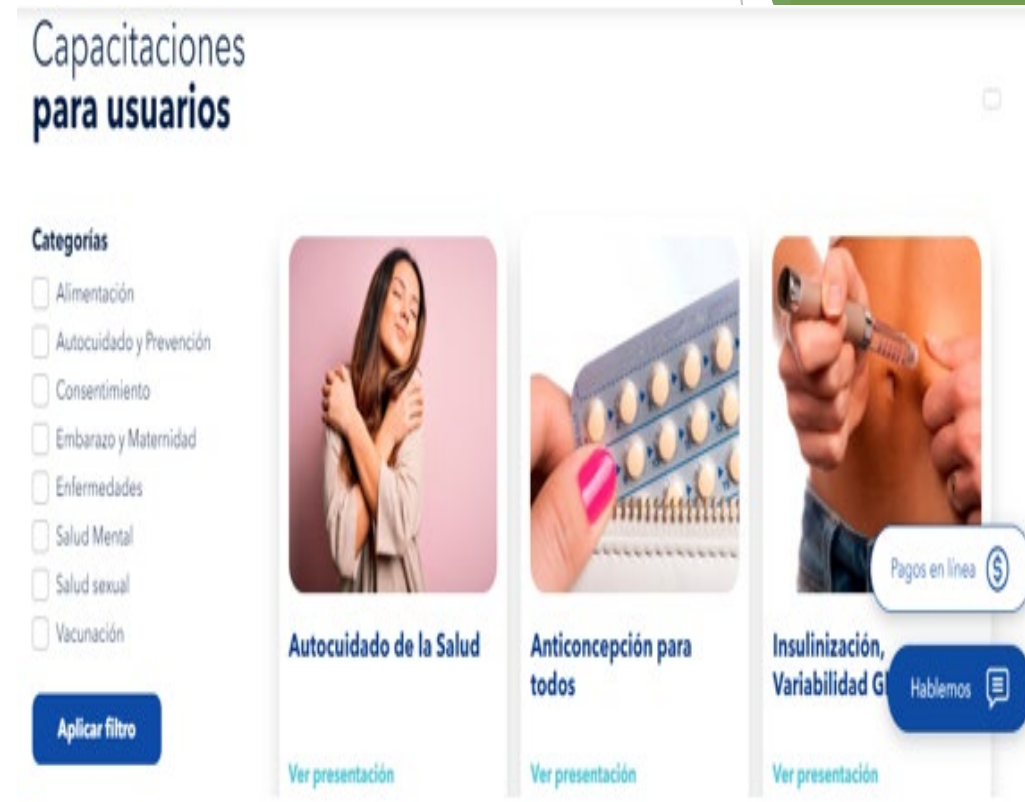 Capacitaciones
para usuarios
Categorías
Alimentación
Autocuidado y Prevención
Consentimiento
Embarazo y Maternidad
Enfermedades
Salud Mental
Salud sexual
Vacunación
Aplicar filtro
Autocuidado de la Salud
Ver presentación
Anticoncepción para
todos
Ver presentación
Insulinización,
Variabilidad Gl
Ver presentación
Pagos en línea
Hablemos